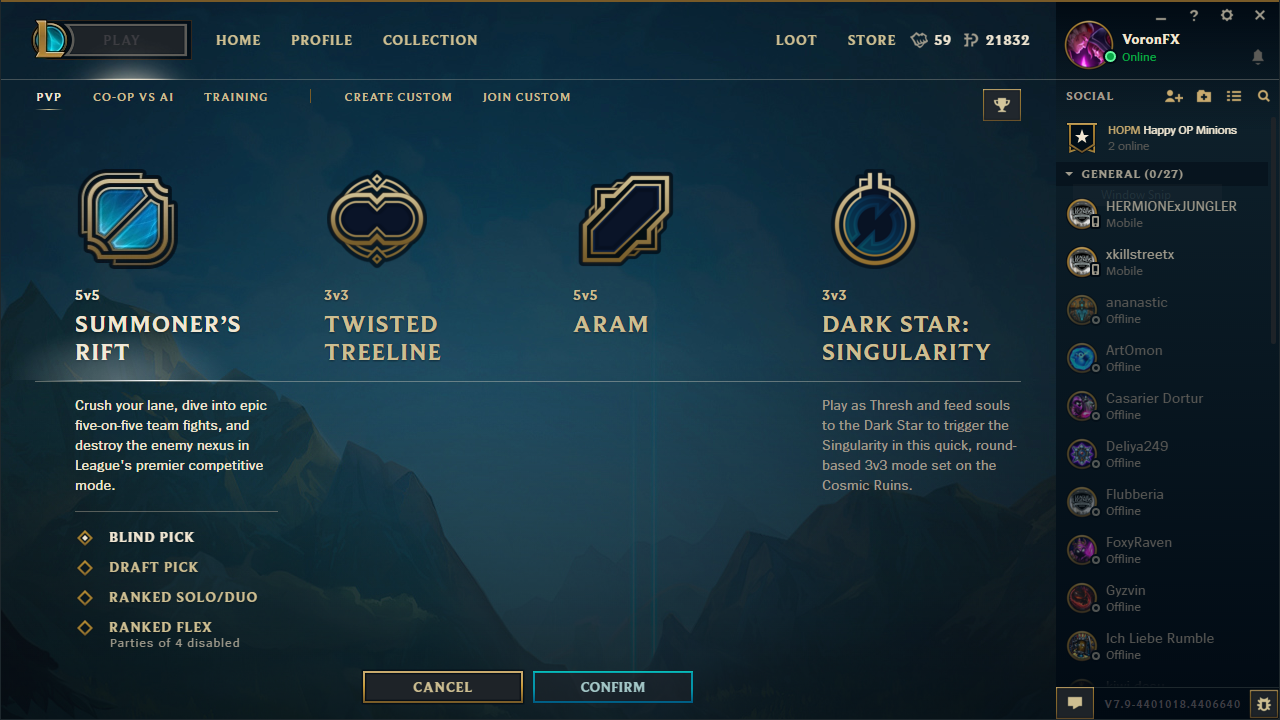 PLAY
HOME
PROFILE
COLLECTION
LOOT
STORE
59
21832
?
VoronFX
Online
PVP
CO-OP VS AI
TRAINING
CREATE CUSTOM
JOIN CUSTOM
SOCIAL
HOPM Happy OP Minions
2 online
GENERAL (0/27)
HERMIONExJUNGLER
Mobile
xkillstreetx
Mobile
ananastic
Offline
ArtOmon
Offline
Casarier Dortur
Offline
Deliya249
Offline
Flubberia
Offline
FoxyRaven
Offline
Gyzvin
Offline
Ich Liebe Rumble
Offline
5v5
SUMMONER'S
RIFT
3v3
TWISTED
TREELINE
5v5
ARAM
3v3
DARK STAR:
SINGULARITY
Crush your lane, dive into epic
five-on-five team fights, and
destroy the enemy nexus in
League's premier competitive
mode.
Play as Thresh and feed souls
to the Dark Star to trigger the
Singularity in this quick, round-
based 3v3 mode set on the
Cosmic Ruins.
BLIND PICK
DRAFT PICK
RANKED SOLO/DUO
RANKED FLEX
Parties of 4 disabled
CANCEL
CONFIRM
V7.9-4401018.4406640